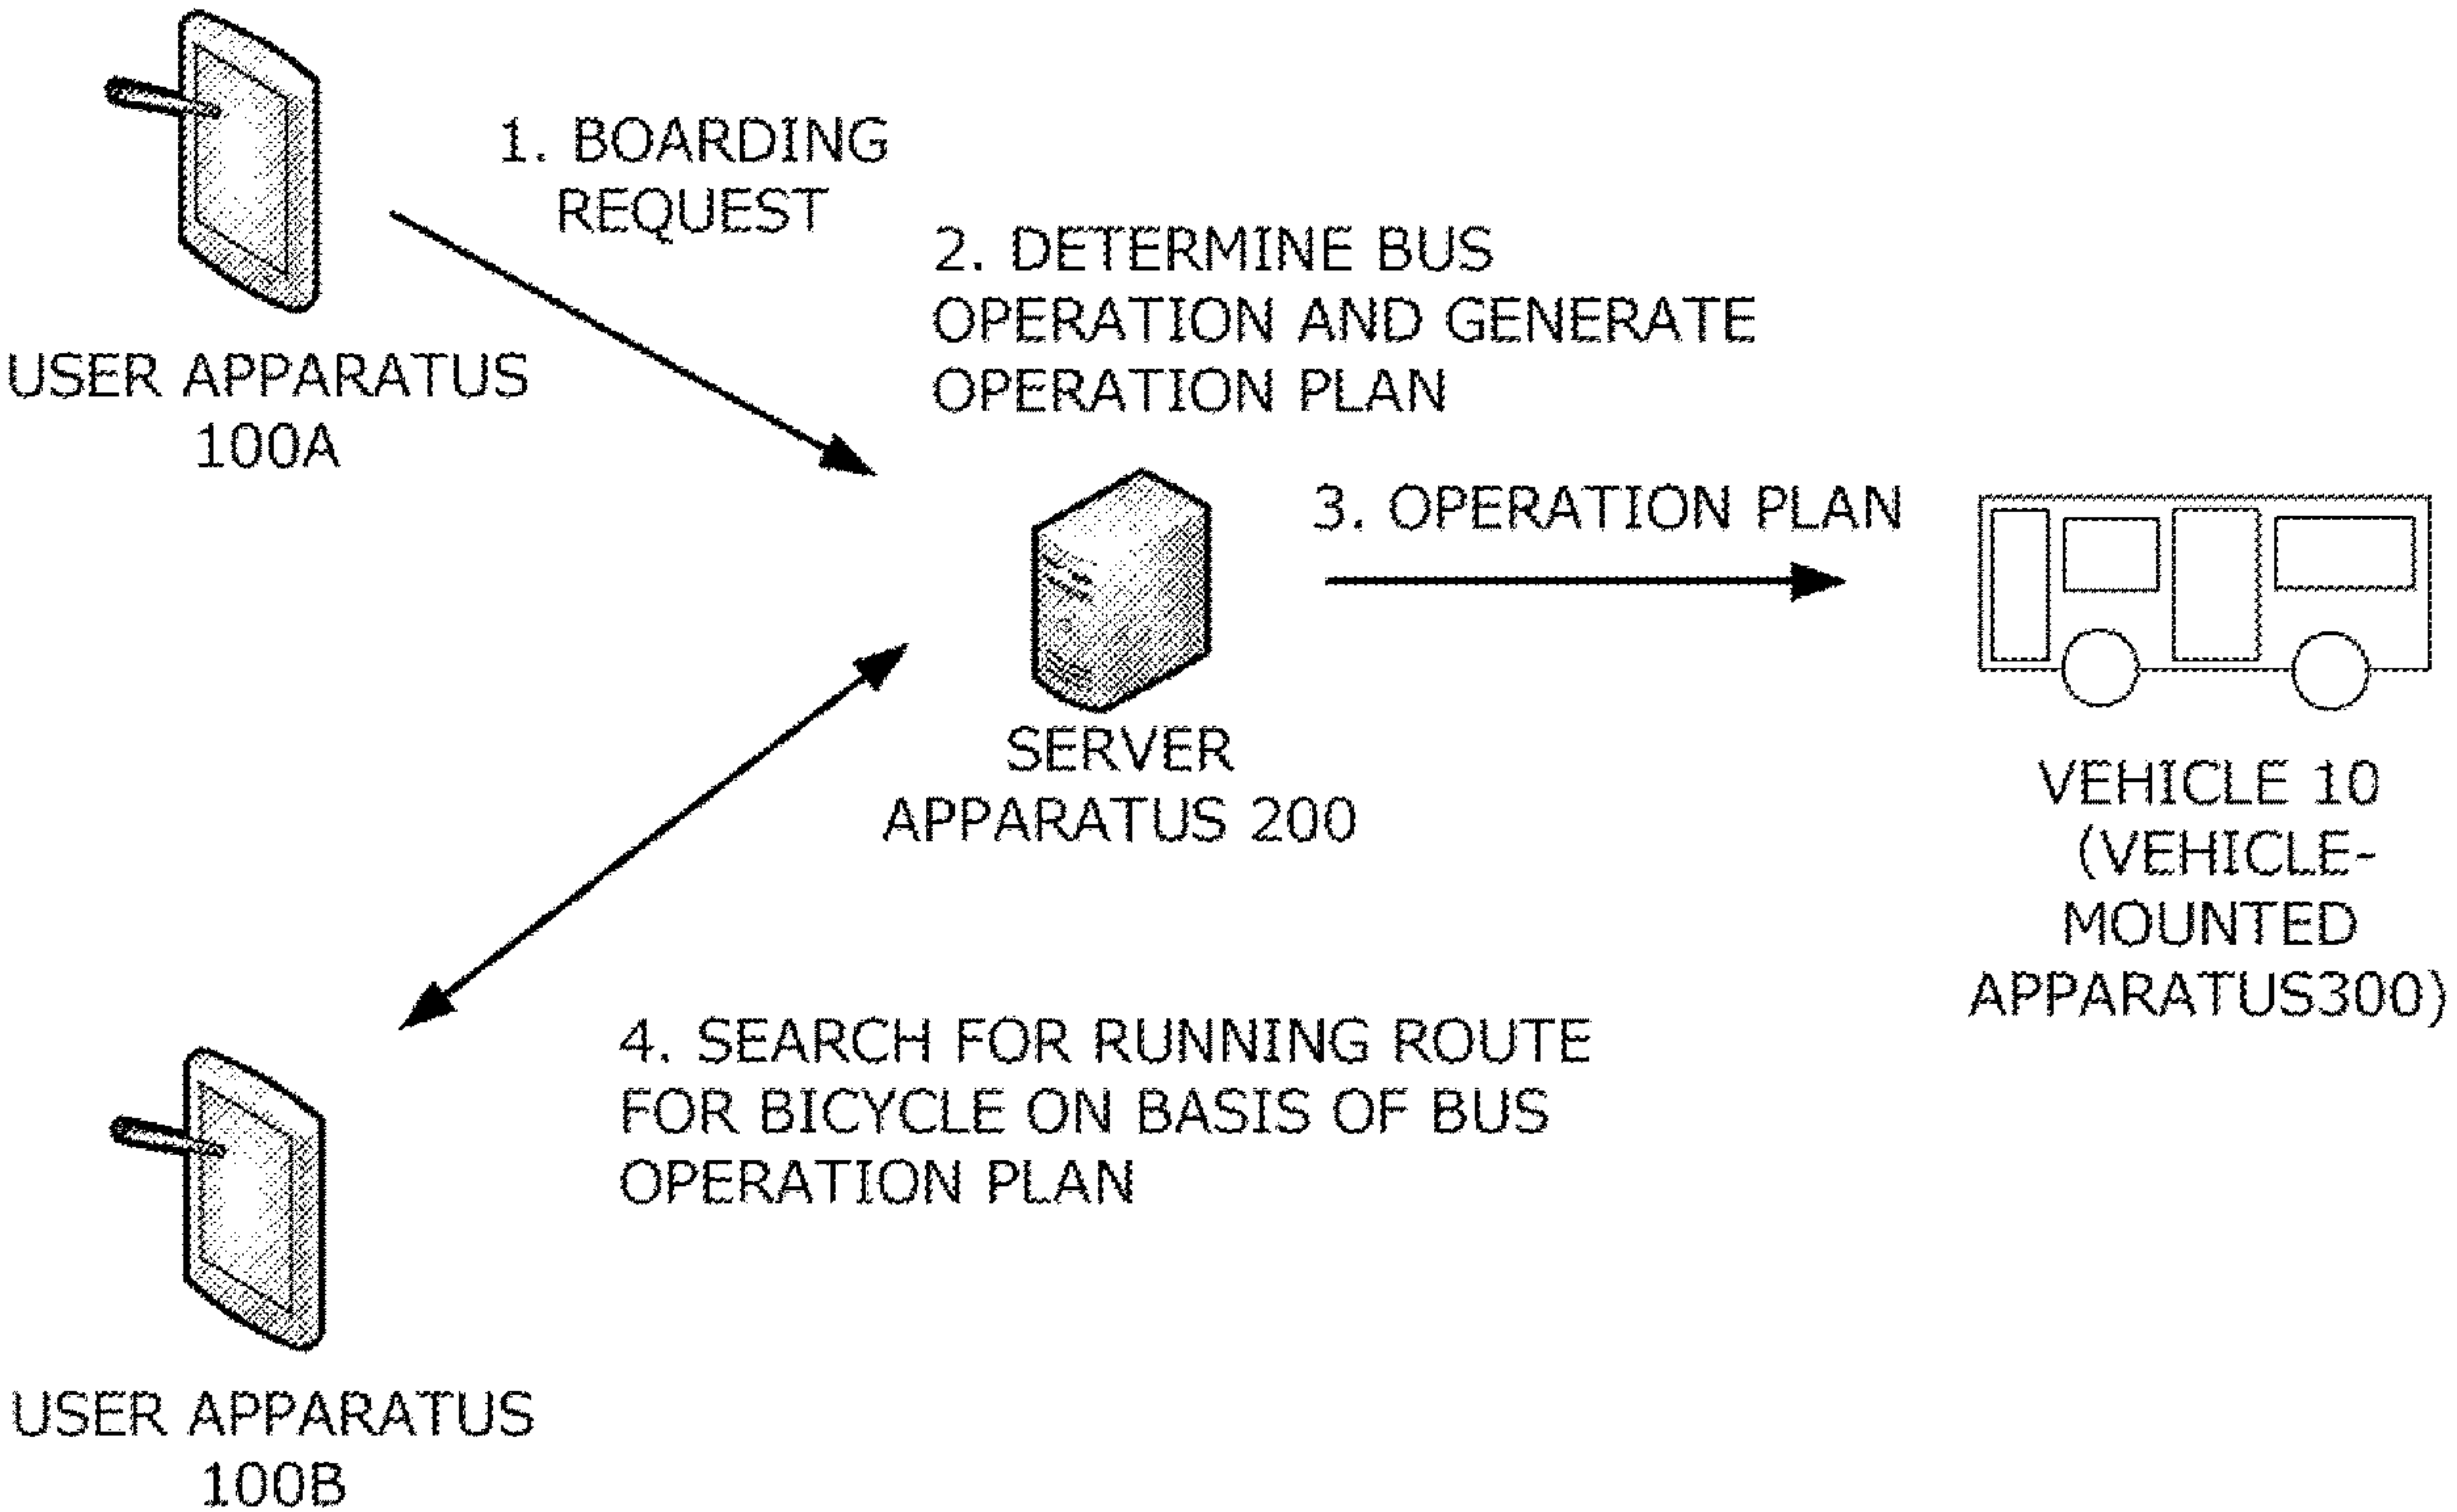 1. BOARDING
REQUEST
USER APPARATUS
100A
2. DETERMINE BUS
OPERATION AND GENERATE
OPERATION PLAN
3. OPERATION PLAN
SERVER
APPARATUS 200
VEHICLE 10
(VEHICLE-
MOUNTED
APPARATUS300)
4. SEARCH FOR RUNNING ROUTE
FOR BICYCLE ON BASIS OF BUS
OPERATION PLAN
USER APPARATUS
100B